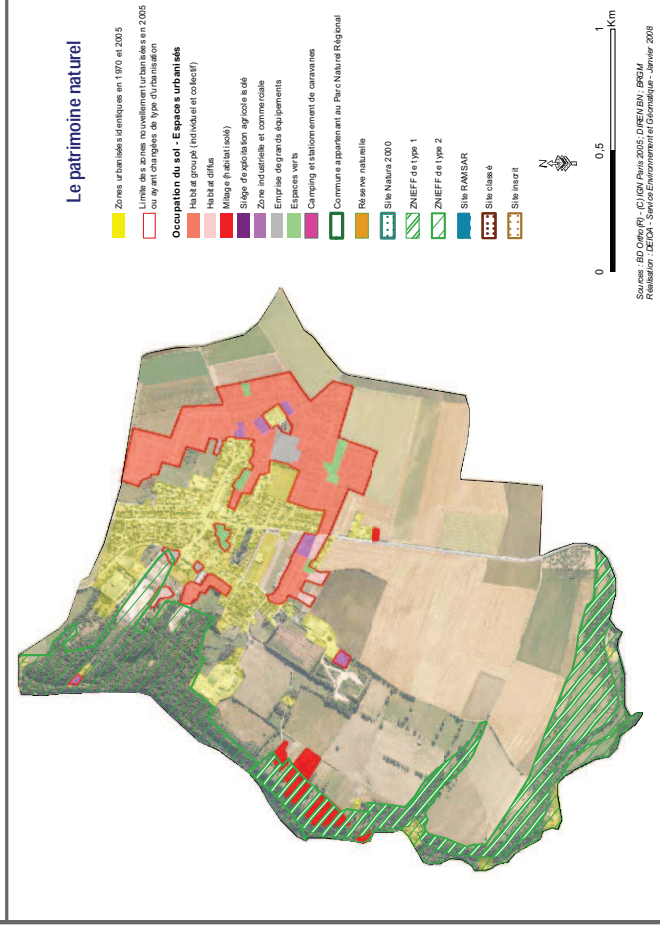 Le patrimoine naturel
Zones urbanisées identiques en 1970 et 2005
Limite des zones nouvellement urbanisées en 2005
ou ayant changées de type d'urbanisation
Occupation du sol - Espaces urbanisés
Habitat groupé (individuel et collectif)
Habitat diffus
Mitage (habitat isolé)
Siège d'exploitation agricole isolé
Zone industrielle et commerciale
Emprise de grands équipements
Espaces verts
Camping et stationnement de caravanes
Commune appartenant au Parc Naturel Régional
Réserve naturelle
Site Natura 2000
ZNIEFF de type 1
ZNIEFF de type 2
Site RAMSAR
Site classé
Site inscrit
N
0 0,5 1
Km
Sources : BD Ortho (R) - (C) IGN Paris 2005 ; DIREN BN ; BRGM
Réalisation : DEIOA - Service Environnement et Géomatique - Janvier 2008